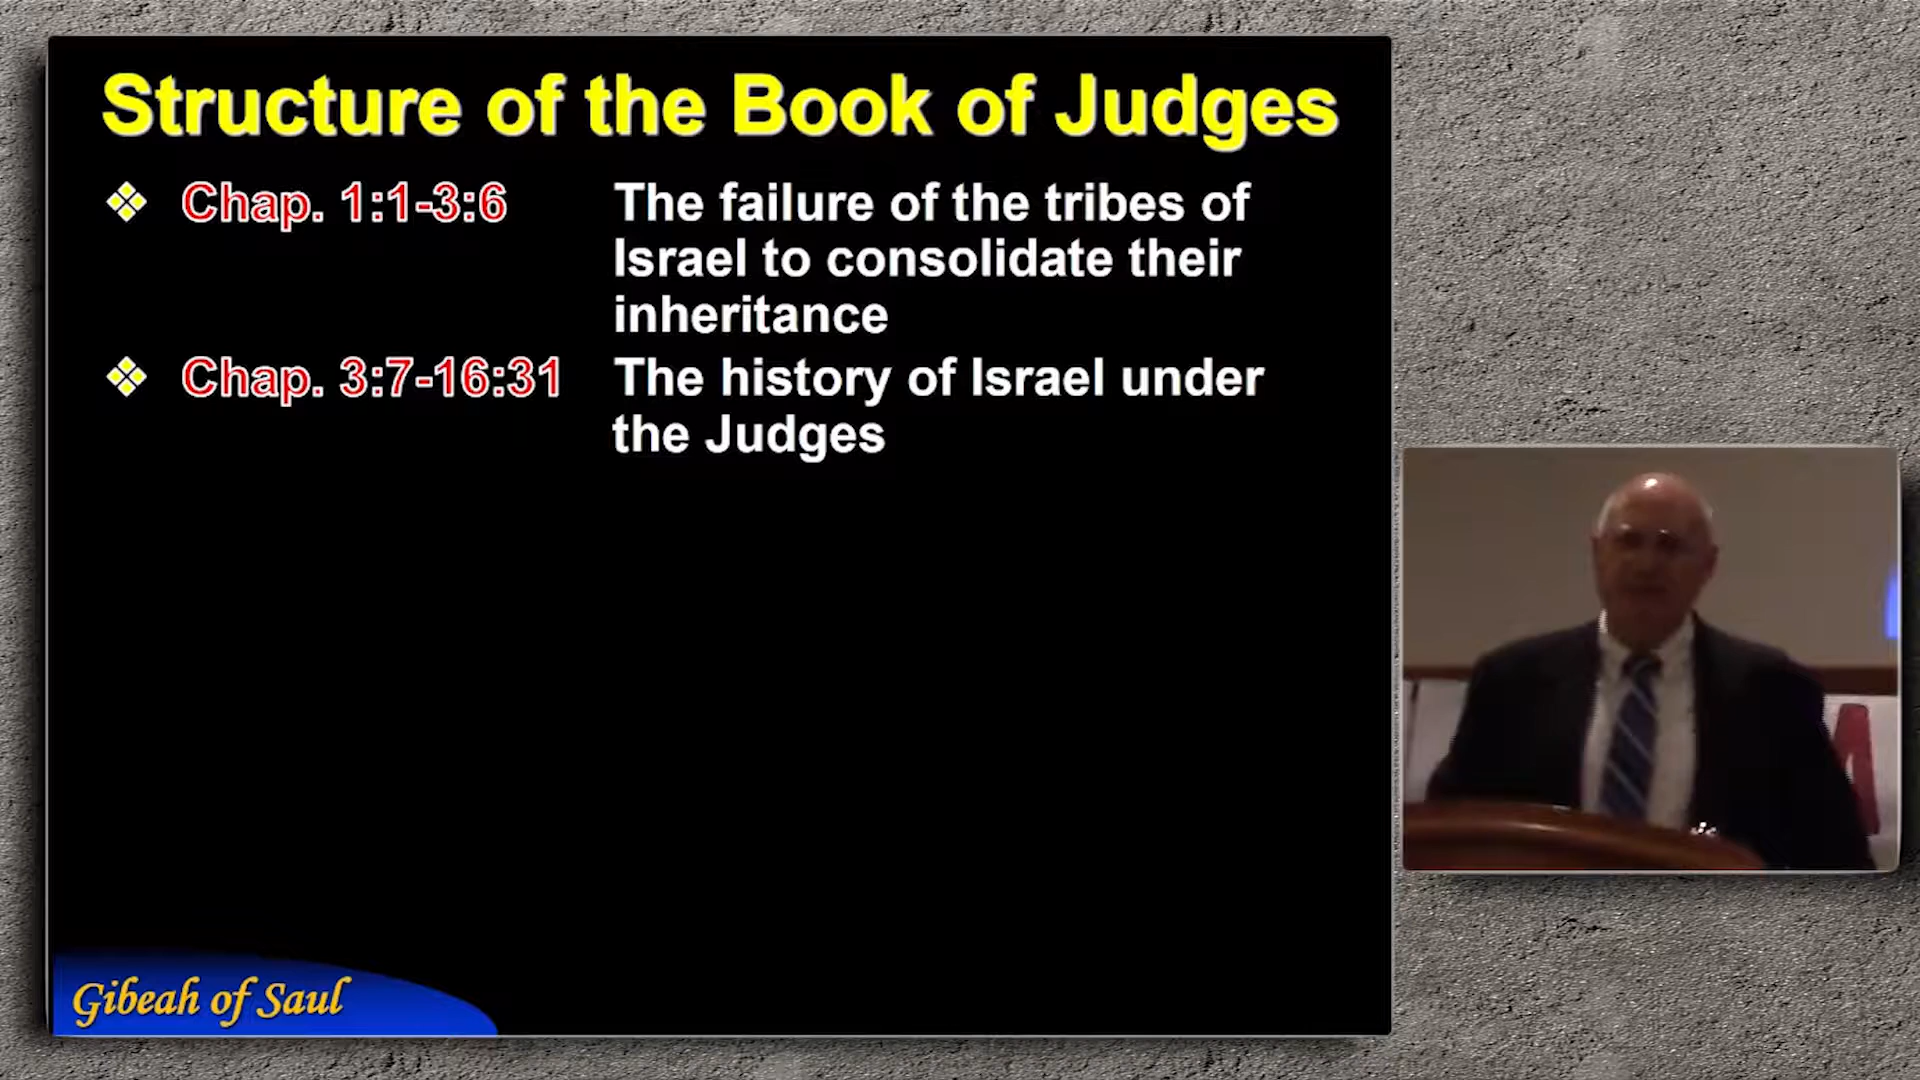 Structure of the Book of Judges
Chap. 1:1-3:6
The failure of the tribes of
Israel to consolidate their
inheritance
Chap. 3:7-16:31
The history of Israel under
the Judges
Gibeah of Saul